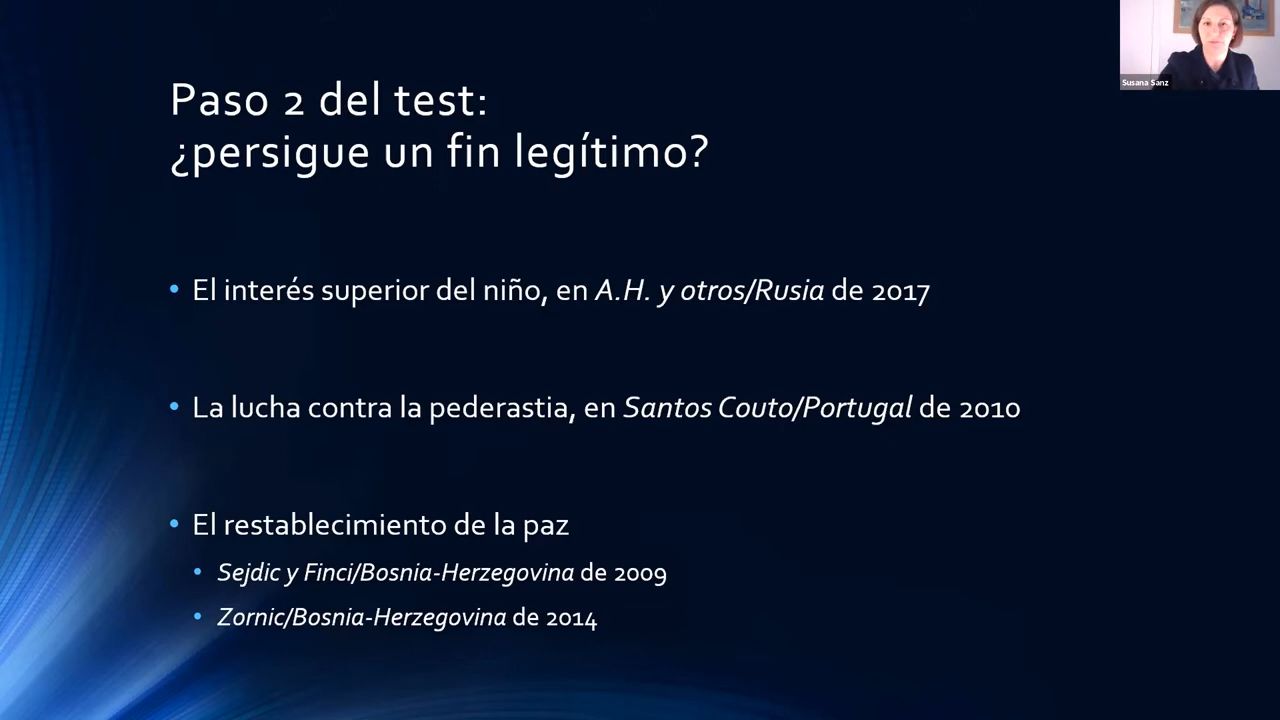 Susana Sanz
Paso 2 del test:
¿persigue un fin legítimo?
• El interés superior del niño, en A.H. y otros/Rusia de 2017
• La lucha contra la pederastia, en Santos Couto/Portugal de 2010
• El restablecimiento de la paz
• Sejdic y Finci/Bosnia-Herzegovina de 2009
• Zornic/Bosnia-Herzegovina de 2014